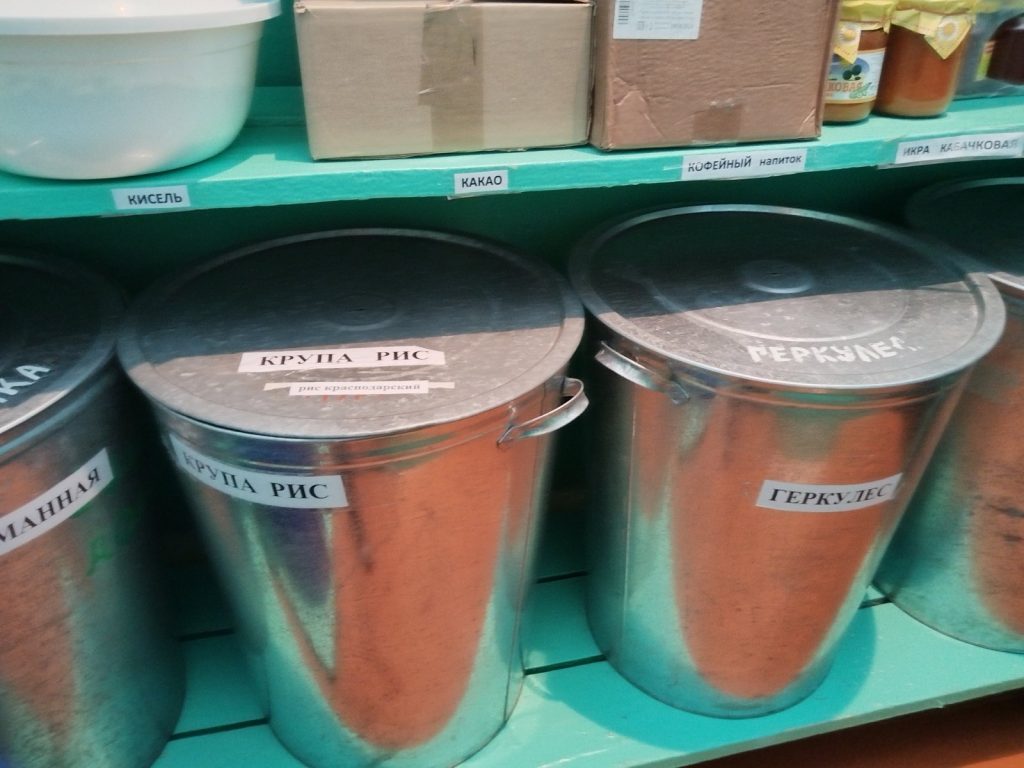 КИСЕЛЬ
КАКАО
КОФЕЙНЫЙ напиток
ИКРА КАБАЧКОВАЯ
КРУПА РИС
рис краснодарский
ГЕРКУЛЕС
КРУПА РИС
ГЕРКУЛЕС
МАННАЯ